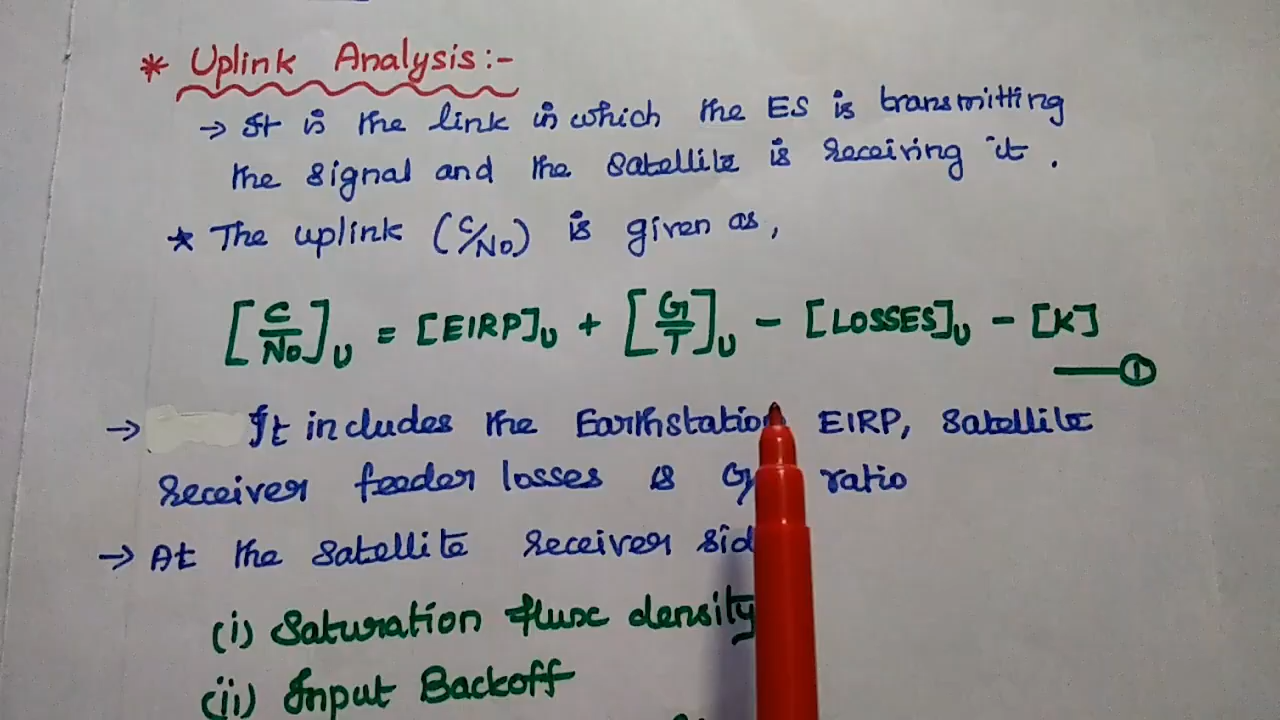 * Uplink Analysis:-
→ It is the link in which the ES is transmitting
the signal and the satellite is receiving it.
* The uplink (C/No) is given as,
[C/No]U = [EIRP]U + [G/T]U - [LOSSES]U - [K]
①
→ It includes the Earthstation EIRP, satellite
receiver feeder losses is ratio
→ At the satellite receiver
(i) Saturation flux density
(ii) Input Backoff